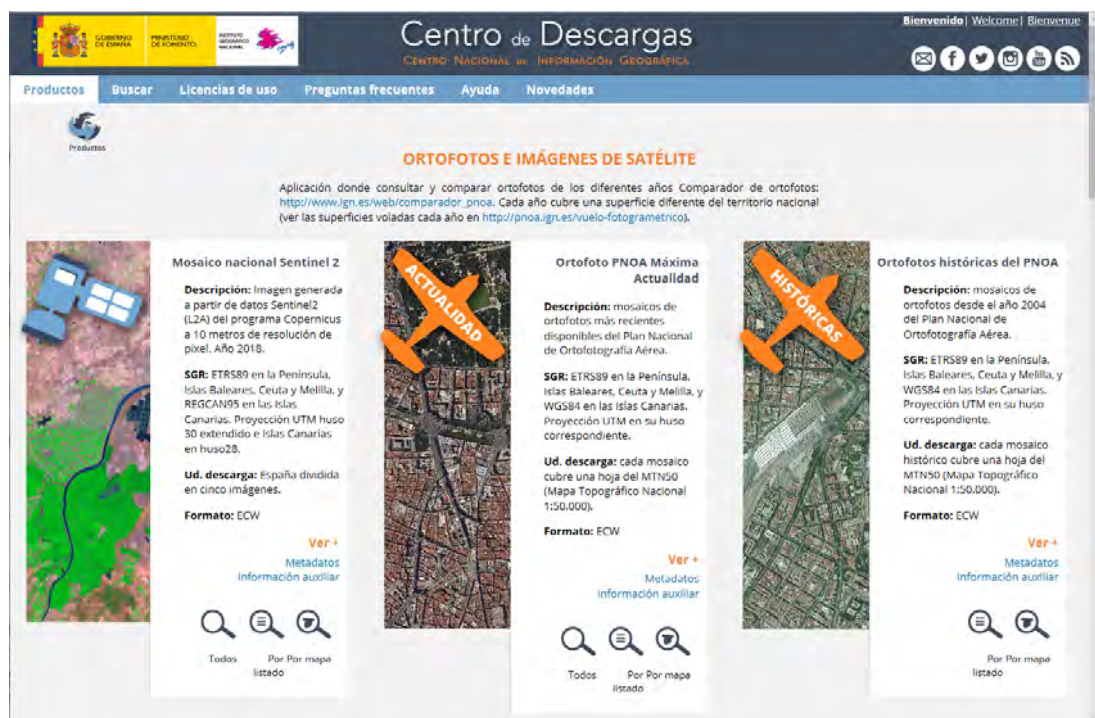 GOBIERNO
DE ESPAÑA
MINISTERIO
DE FOMENTO
INSTITUTO
GEOGRÁFICO
NACIONAL
Centro de Descargas
CENTRO NACIONAL DE INFORMACIÓN GEOGRÁFICA
Bienvenido| Welcome| Bienvenue
Productos Buscar Licencias de uso Preguntas frecuentes Ayuda Novedades
Productos
ORTOFOTOS E IMÁGENES DE SATÉLITE
Aplicación donde consultar y comparar ortofotos de los diferentes años Comparador de ortofotos:
http://www.ign.es/web/comparador_pnoa. Cada año cubre una superficie diferente del territorio nacional
(ver las superficies voladas cada año en http://pnoa.ign.es/vuelo-fotogrametrico).
Mosaico nacional Sentinel 2
Descripción: Imagen generada
a partir de datos Sentinel2
(L2A) del programa Copernicus
a 10 metros de resolución de
pixel. Año 2018.
SGR: ETRS89 en la Península,
Islas Baleares, Ceuta y Melilla, y
REGCAN95 en las Islas
Canarias. Proyección UTM huso
30 extendido e Islas Canarias
en huso28.
Ud. descarga: España dividida
en cinco imágenes.
Formato: ECW
Ver +
Metadatos
Información auxiliar
Todos Por Por mapa
listado
ACTUALIDAD
Ortofoto PNOA Máxima
Actualidad
Descripción: mosaicos de
ortofotos más recientes
disponibles del Plan Nacional
de Ortofotografía Aérea.
SGR: ETRS89 en la Península,
Islas Baleares, Ceuta y Melilla, y
WGS84 en las Islas Canarias.
Proyección UTM en su huso
correspondiente.
Ud. descarga: cada mosaico
cubre una hoja del MTN50
(Mapa Topográfico Nacional
1:50.000).
Formato: ECW
Ver +
Metadatos
Información auxiliar
Todos Por Por mapa
listado
HISTÓRICAS
Ortofotos históricas del PNOA
Descripción: mosaicos de
ortofotos desde el año 2004
del Plan Nacional de
Ortofotografía Aérea.
SGR: ETRS89 en la Península,
Islas Baleares, Ceuta y Melilla, y
WGS84 en las Islas Canarias.
Proyección UTM en su huso
correspondiente.
Ud. descarga: cada mosaico
histórico cubre una hoja del
MTN50 (Mapa Topográfico
Nacional 1:50.000).
Formato: ECW
Ver +
Metadatos
Información auxiliar
Por Por mapa
listado